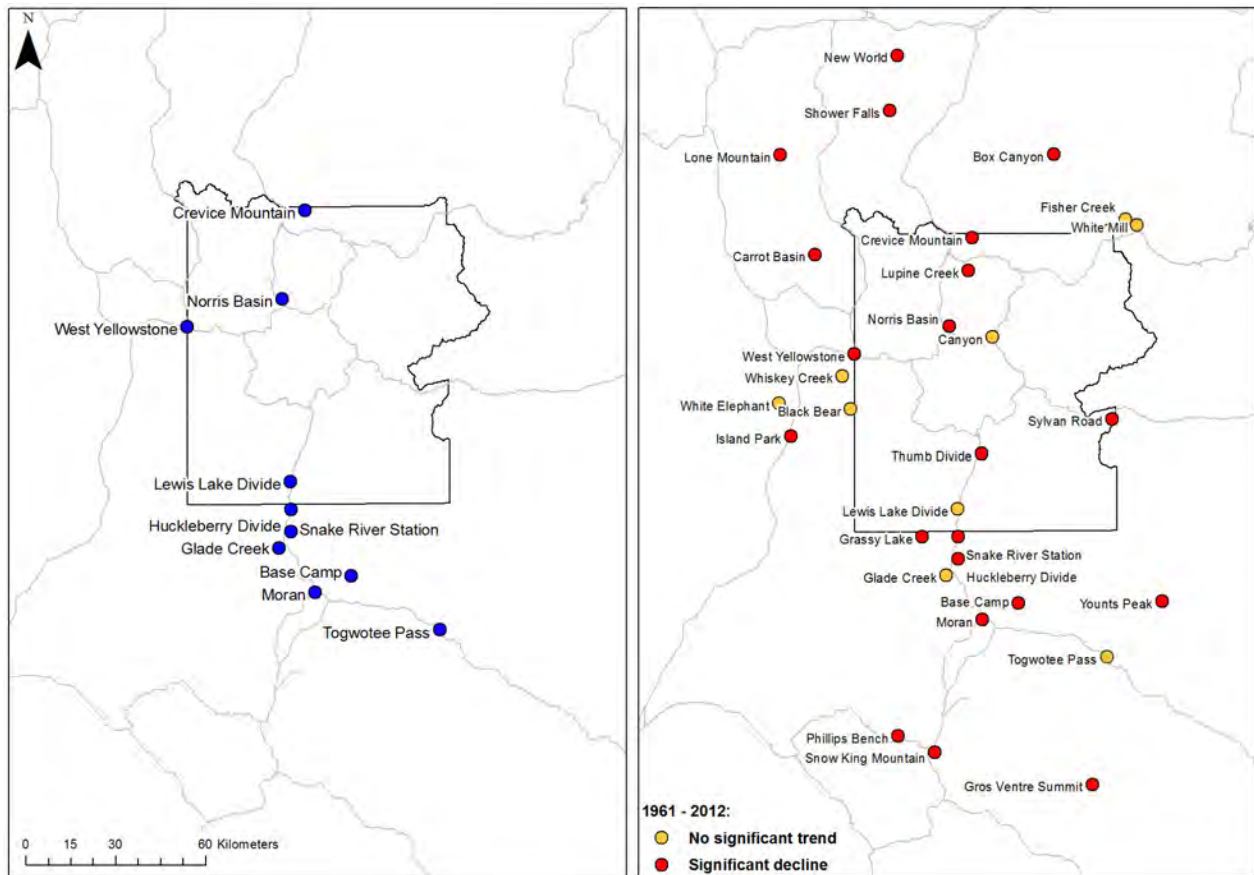 N
Crevice Mountain
Norris Basin
West Yellowstone
Lewis Lake Divide
Huckleberry Divide
Snake River Station
Glade Creek
Base Camp
Moran
Togwotee Pass
0 15 30 60 Kilometers
New World
Shower Falls
Lone Mountain
Box Canyon
Fisher Creek
White Mill
Crevice Mountain
Carrot Basin
Lupine Creek
Norris Basin
Canyon
West Yellowstone
Whiskey Creek
White Elephant
Black Bear
Sylvan Road
Island Park
Thumb Divide
Lewis Lake Divide
Grassy Lake
Snake River Station
Glade Creek
Huckleberry Divide
Base Camp
Younts Peak
Moran
Togwotee Pass
Phillips Bench
Snow King Mountain
Gros Ventre Summit
1961 - 2012:
No significant trend
Significant decline